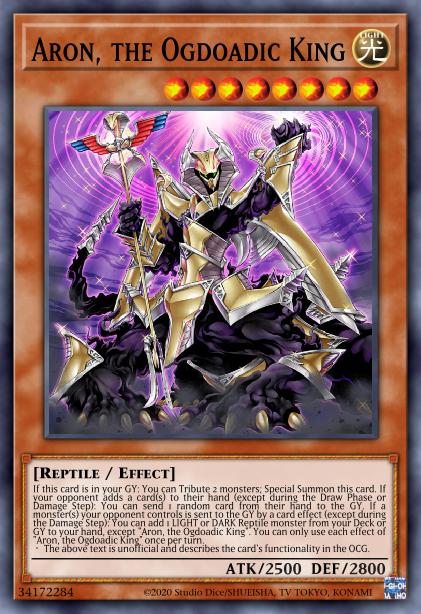 ARON, THE OGDOADIC KING
LIGHT
光
[REPTILE / EFFECT]
If this card is in your GY: You can Tribute 2 monsters; Special Summon this card. If
your opponent adds a card(s) to their hand (except during the Draw Phase or
Damage Step): You can send 1 random card from their hand to the GY. If a
monster(s) your opponent controls is sent to the GY by a card effect (except during
the Damage Step): You can add 1 LIGHT or DARK Reptile monster from your Deck or
GY to your hand, except "Aron, the Ogdoadic King". You can only use each effect of
"Aron, the Ogdoadic King" once per turn.
· The above text is unofficial and describes the card's functionality in the OCG.
ATK/2500 DEF/2800
34172284
©2020 Studio Dice/SHUEISHA, TV TOKYO, KONAMI